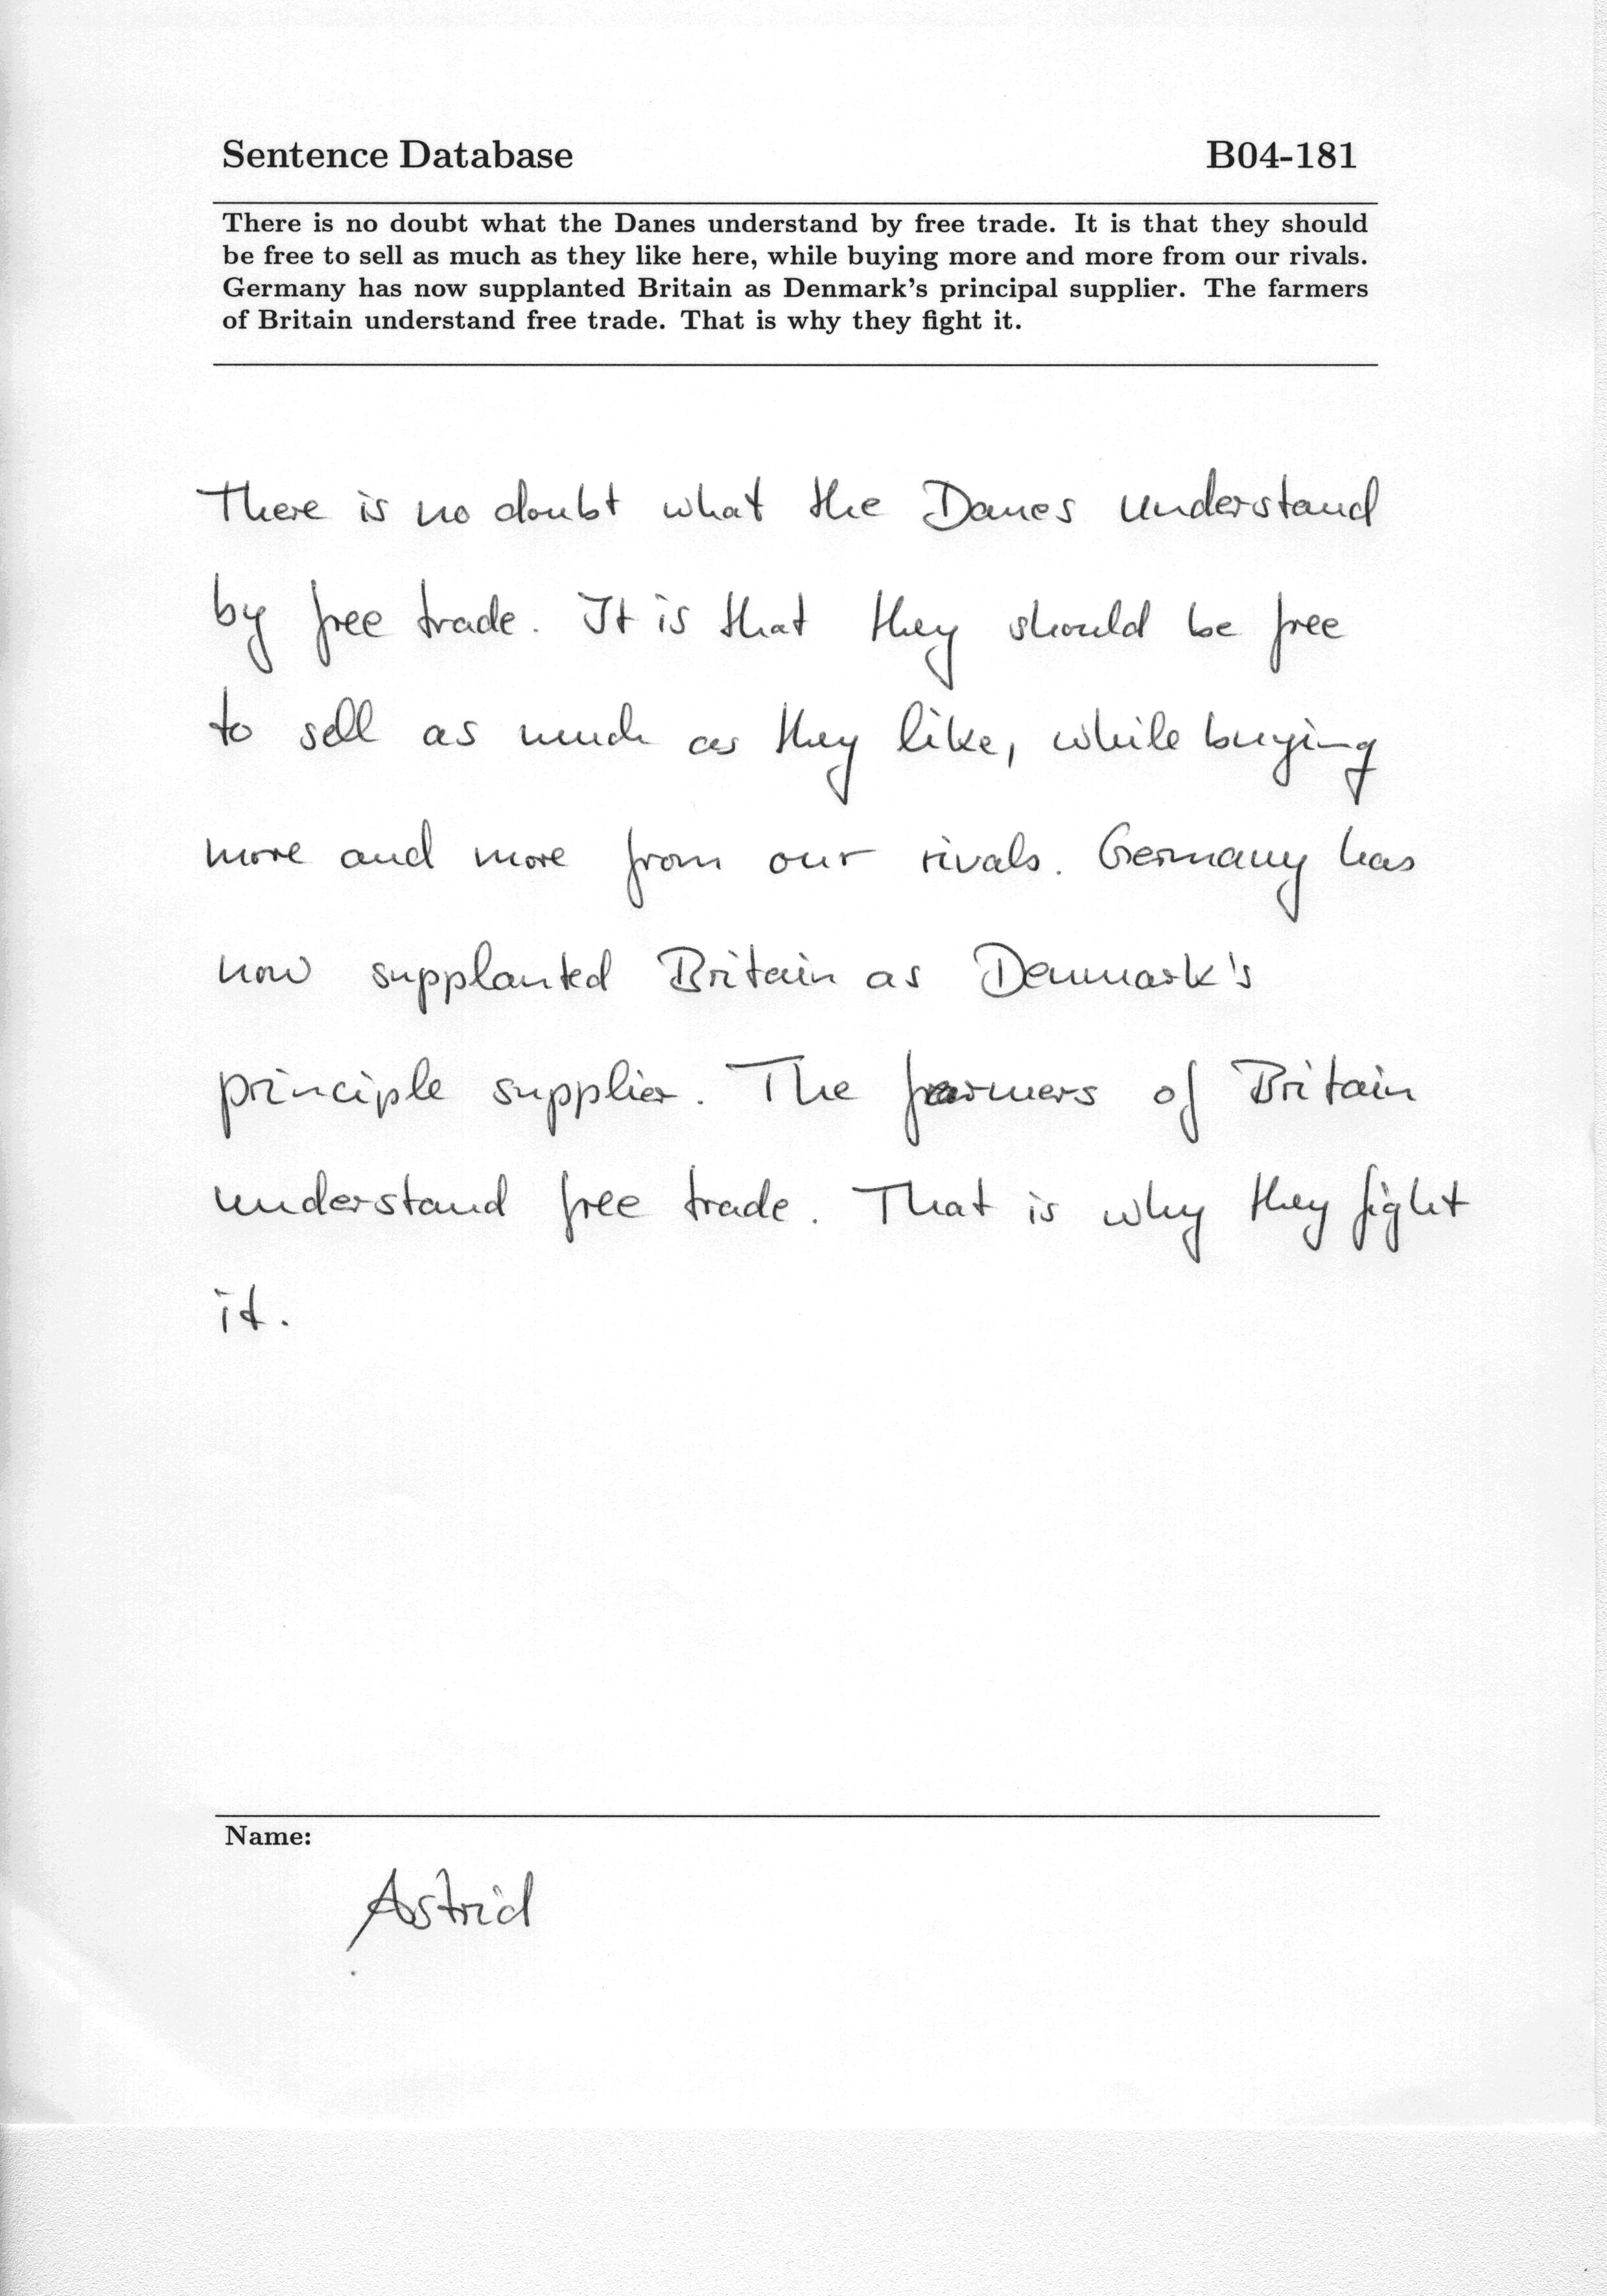 Sentence Database B04-181
There is no doubt what the Danes understand by free trade. It is that they should
be free to sell as much as they like here, while buying more and more from our rivals.
Germany has now supplanted Britain as Denmark's principal supplier. The farmers
of Britain understand free trade. That is why they fight it.
There is no doubt what the Danes understand
by free trade. It is that they should be free
to sell as much as they like, while buying
more and more from our rivals. Germany has
now supplanted Britain as Denmark's
principle supplier. The farmers of Britain
understand free trade. That is why they fight
it.
Name:
Astrid